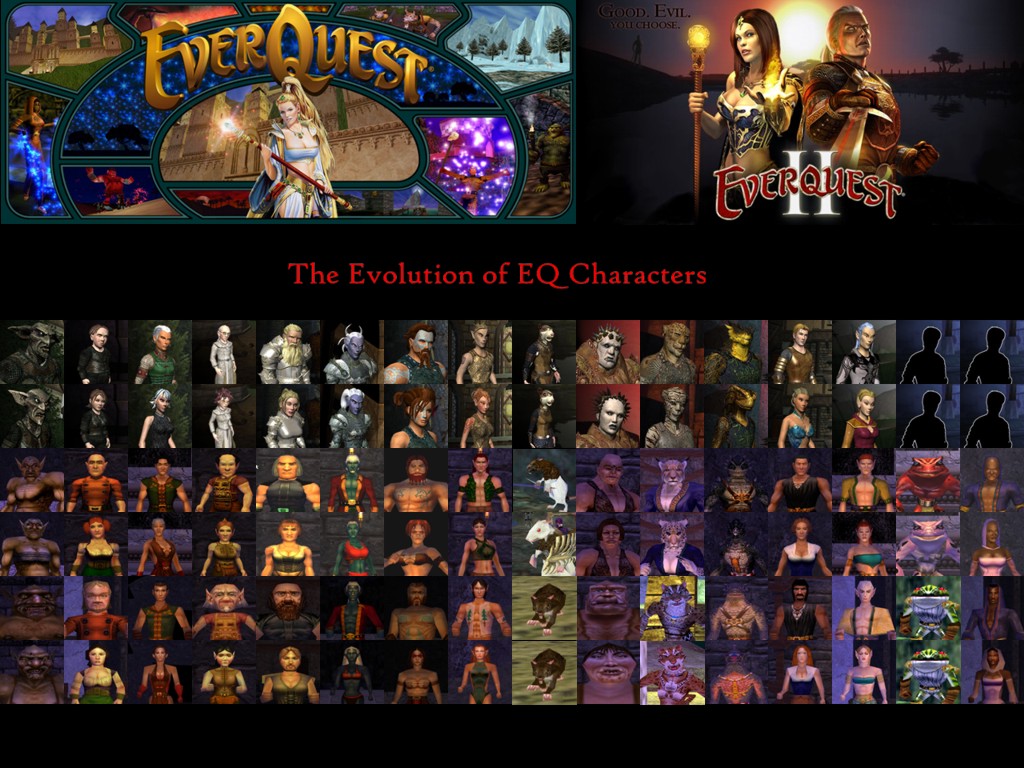 EverQuest
Good. Evil.
You Choose.
EverQuest
II
The Evolution of EQ Characters